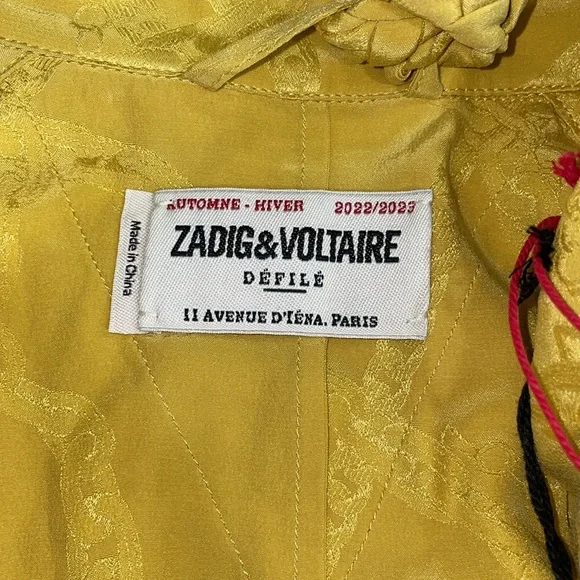 AUTOMNE - HIVER 2022/2023
ZADIG&VOLTAIRE
DÉFILÉ
11 AVENUE D'IÉNA, PARIS
Made in China